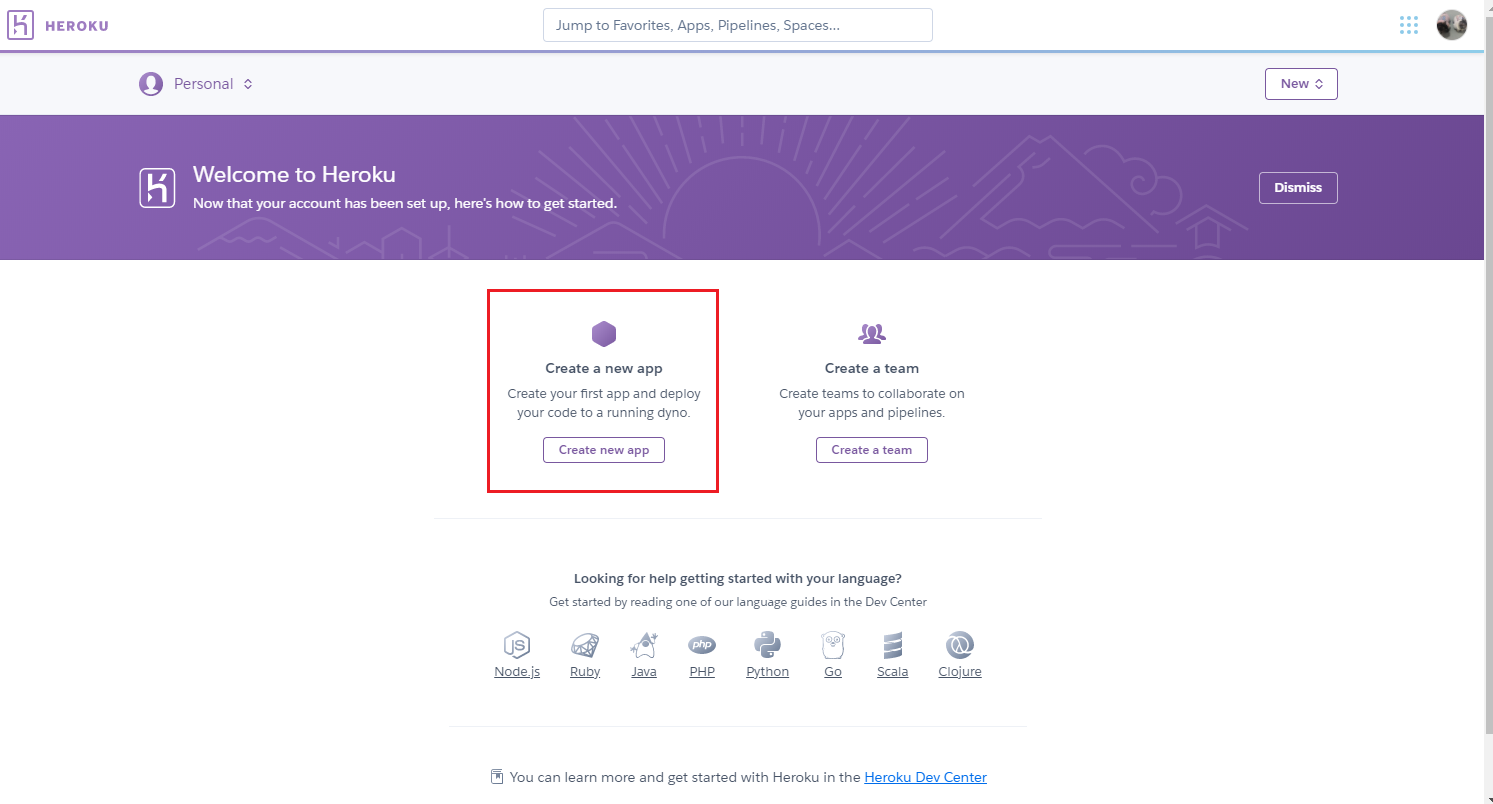 HEROKU
Jump to Favorites, Apps, Pipelines, Spaces...
Personal
New
Welcome to Heroku
Now that your account has been set up, here's how to get started.
Dismiss
Create a new app
Create your first app and deploy
your code to a running dyno.
Create new app
Create a team
Create teams to collaborate on
your apps and pipelines.
Create a team
Looking for help getting started with your language?
Get started by reading one of our language guides in the Dev Center
JS
php
Node.js
Ruby
Java
PHP
Python
Go
Scala
Clojure
You can learn more and get started with Heroku in the Heroku Dev Center